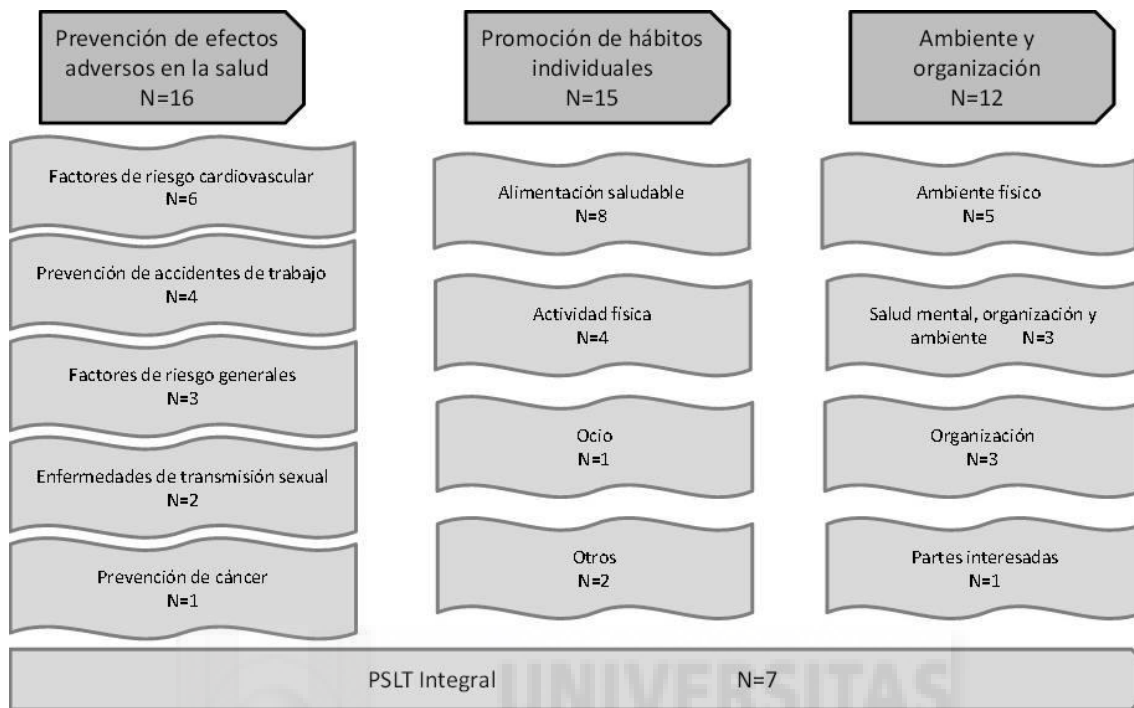 Prevención de efectos
adversos en la salud
N=16
Factores de riesgo cardiovascular
N=6
Prevención de accidentes de trabajo
N=4
Factores de riesgo generales
N=3
Enfermedades de transmisión sexual
N=2
Prevención de cáncer
N=1
Promoción de hábitos
individuales
N=15
Alimentación saludable
N=8
Actividad física
N=4
Ocio
N=1
Otros
N=2
Ambiente y
organización
N=12
Ambiente físico
N=5
Salud mental, organización y
ambiente N=3
Organización
N=3
Partes interesadas
N=1
PSLT Integral N=7
UNIVERSITAS